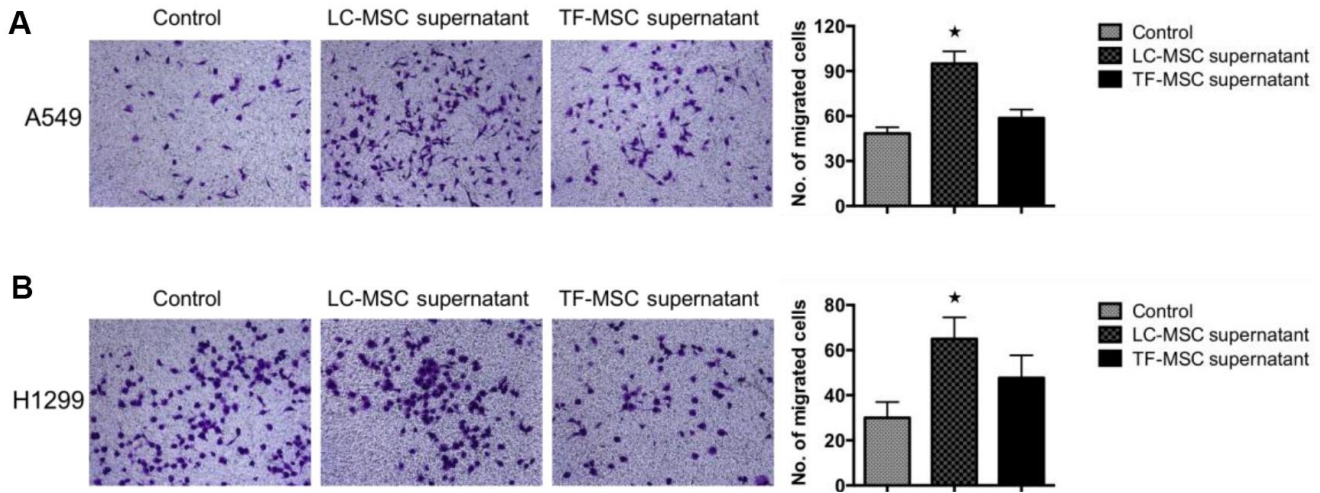 A
Control
LC-MSC supernatant
TF-MSC supernatant
A549
No. of migrated cells
120
90
60
30
0
★
Control
LC-MSC supernatant
TF-MSC supernatant
B
Control
LC-MSC supernatant
TF-MSC supernatant
H1299
No. of migrated cells
80
60
40
20
0
★
Control
LC-MSC supernatant
TF-MSC supernatant